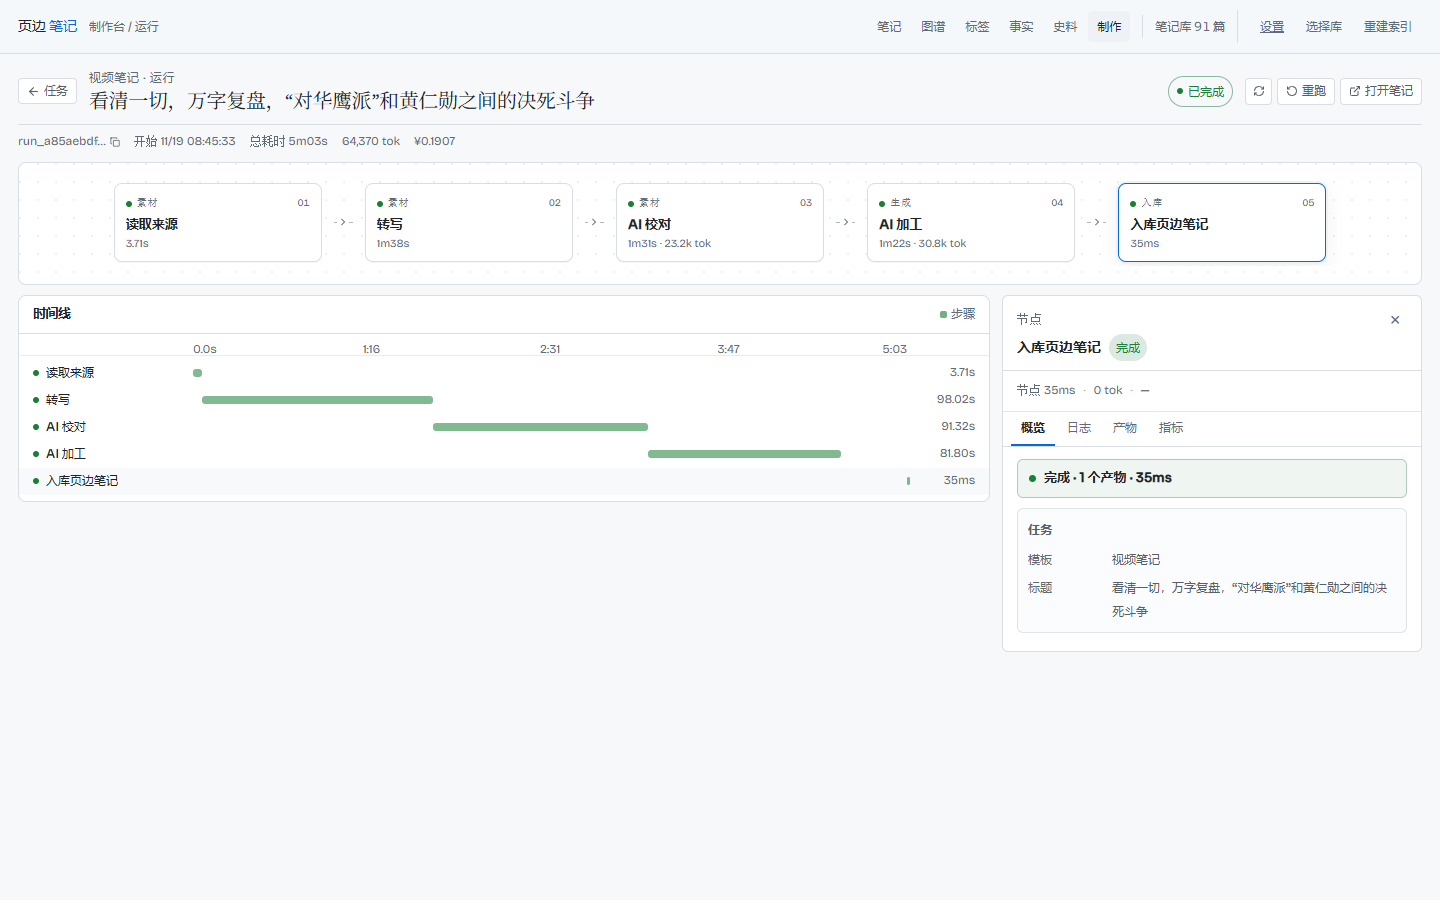 页边 笔记 制作台 / 运行 笔记 图谱 标签 事实 史料 制作 笔记库 91 篇 设置 选择库 重建索引
← 任务
视频笔记 · 运行
看清一切，万字复盘，“对华鹰派”和黄仁勋之间的决死斗争
已完成 重跑 打开笔记
run_a85aebdf... 开始 11/19 08:45:33 总耗时 5m03s 64,370 tok ¥0.1907
素材 01
读取来源
3.71s
素材 02
转写
1m38s
素材 03
AI 校对
1m31s · 23.2k tok
生成 04
AI 加工
1m22s · 30.8k tok
入库 05
入库页边笔记
35ms
时间线 步骤
0.0s 1:16 2:31 3:47 5:03
读取来源 3.71s
转写 98.02s
AI 校对 91.32s
AI 加工 81.80s
入库页边笔记 35ms
节点
入库页边笔记 完成
节点 35ms · 0 tok · —
概览 日志 产物 指标
完成 · 1 个产物 · 35ms
任务
模板 视频笔记
标题 看清一切，万字复盘，“对华鹰派”和黄仁勋之间的决
死斗争